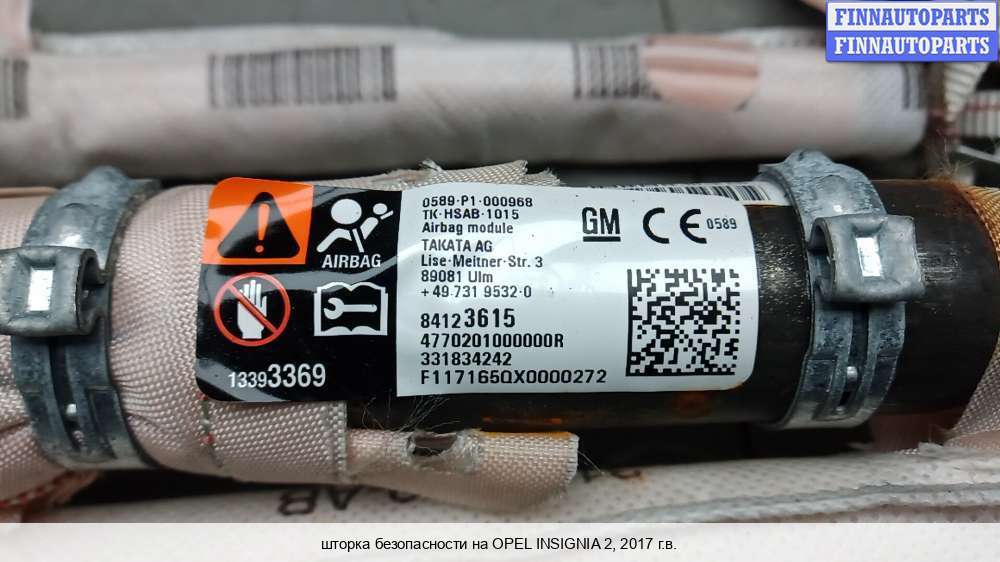 FINNAUTOPARTS
FINNAUTOPARTS
0589-P1-000968
TK-HSAB-1015
Airbag module
TAKATA AG
Lise-Meitner-Str. 3
89081 Ulm
+49 731 9532-0
84123615
4770201000000R
331834242
F117165QX0000272
GM
CE 0589
AIRBAG
13393369
AB
шторка безопасности на OPEL INSIGNIA 2, 2017 г.в.